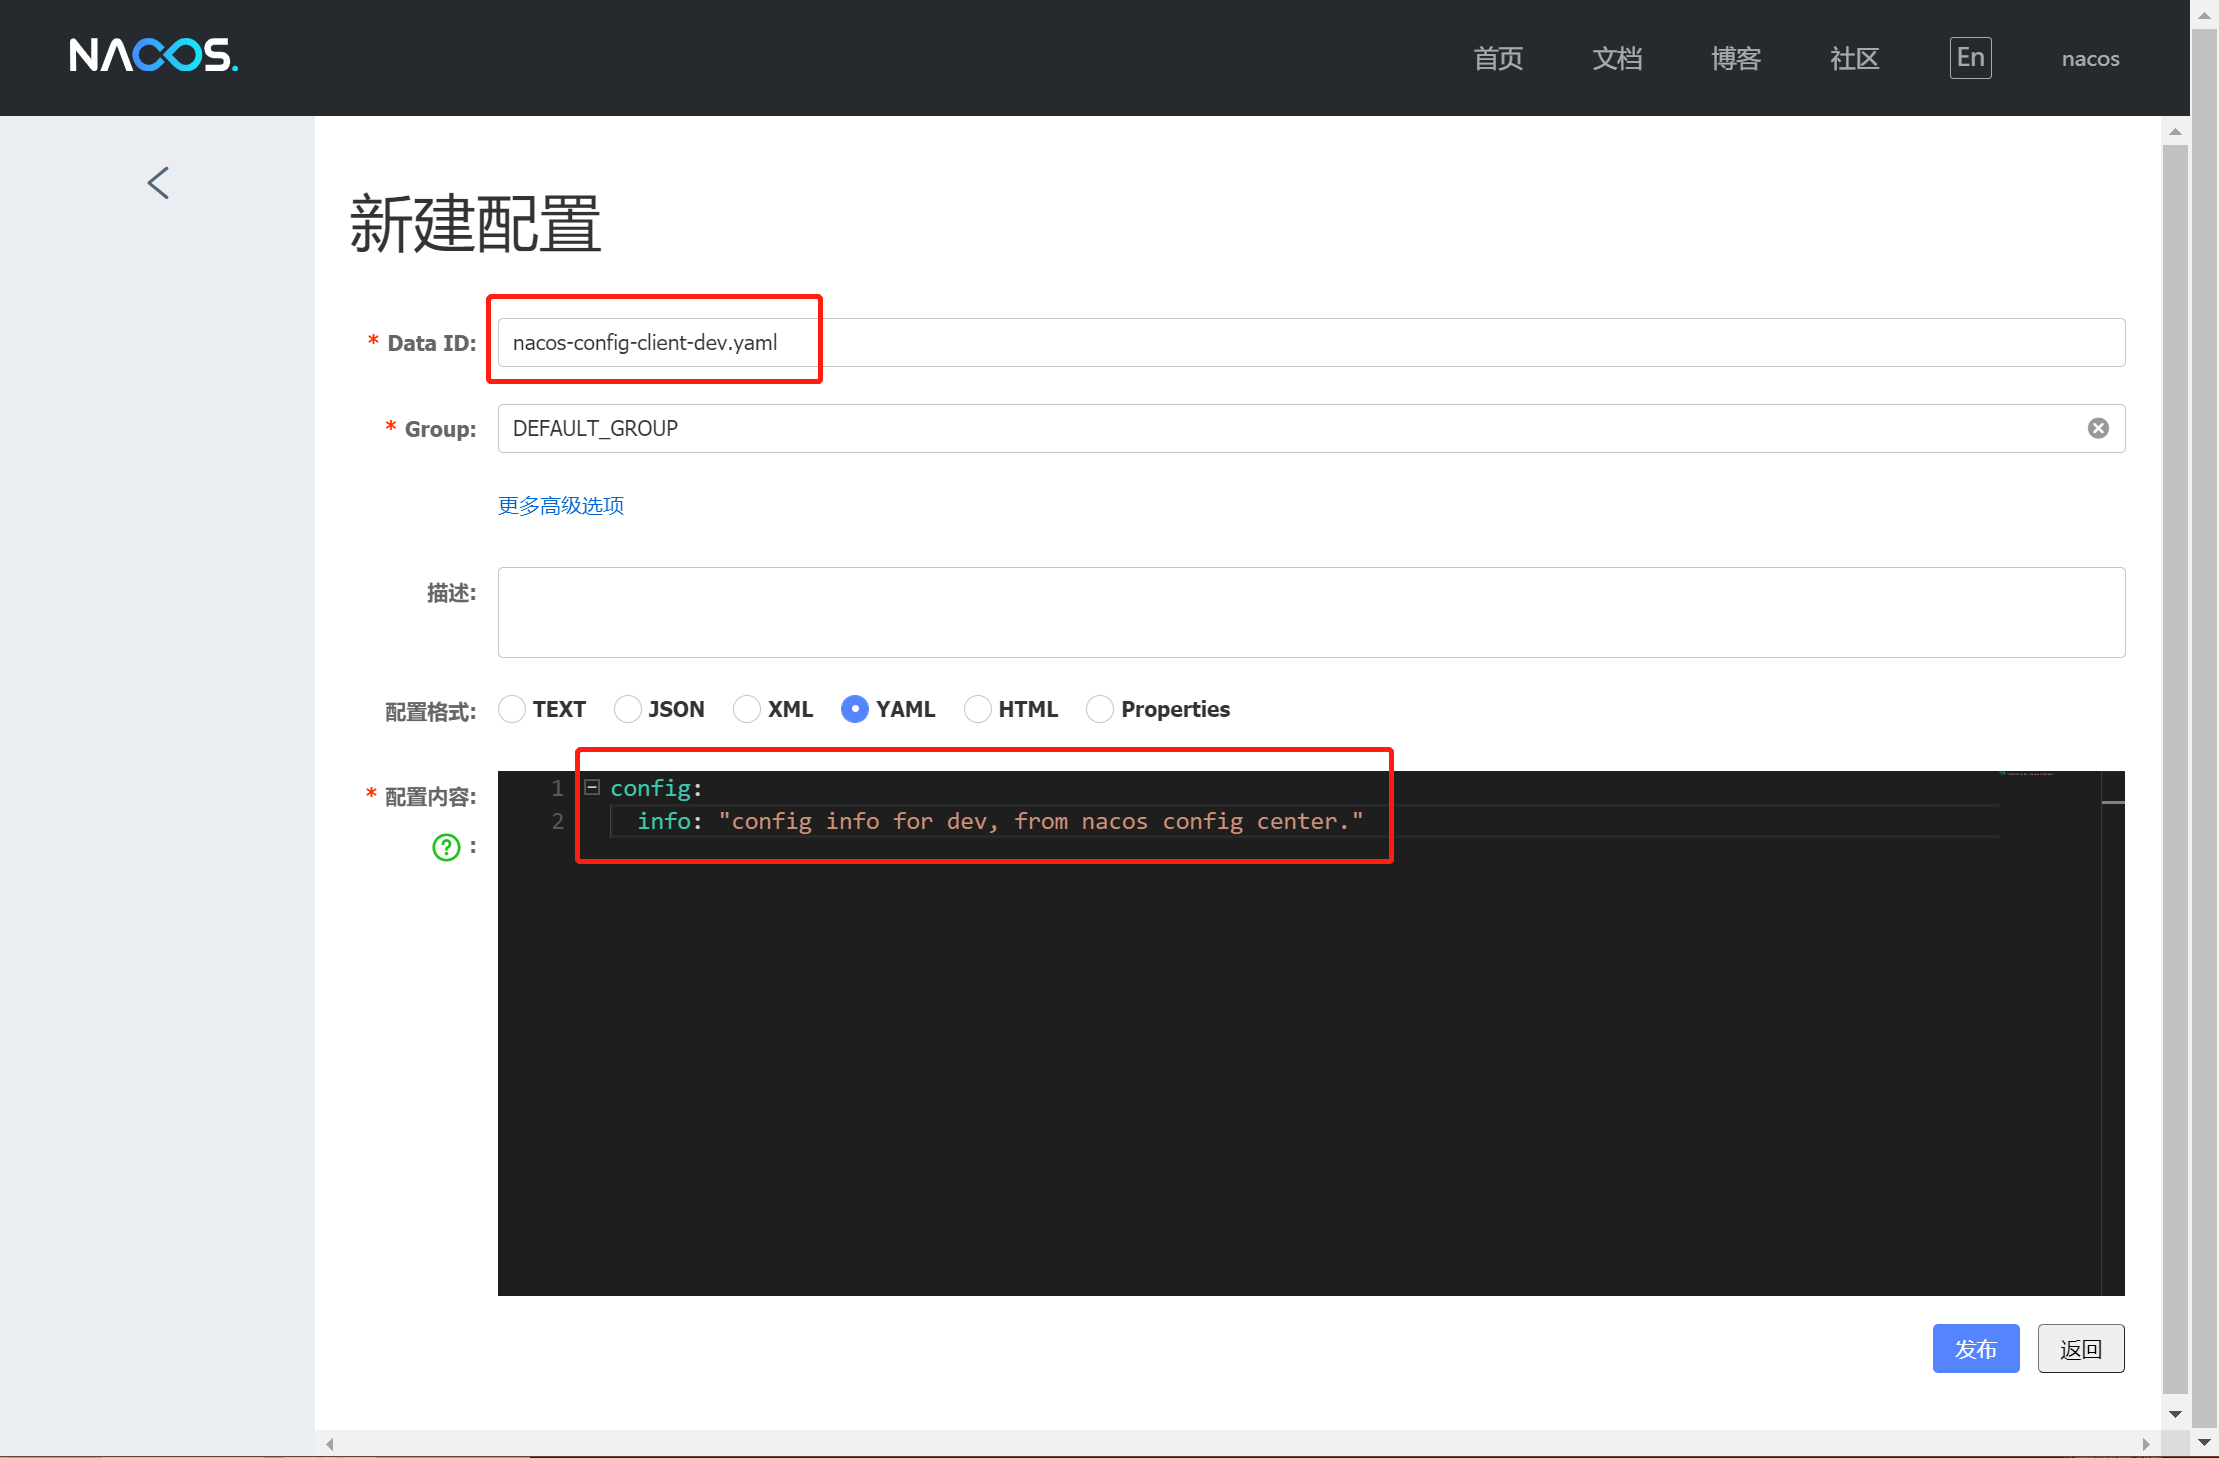 NACOS.
首页 文档 博客 社区 En nacos
新建配置
* Data ID: nacos-config-client-dev.yaml
* Group: DEFAULT_GROUP
更多高级选项
描述:
配置格式: TEXT JSON XML YAML HTML Properties
* 配置内容: 1 config:
2 info: "config info for dev, from nacos config center."
? :
发布 返回